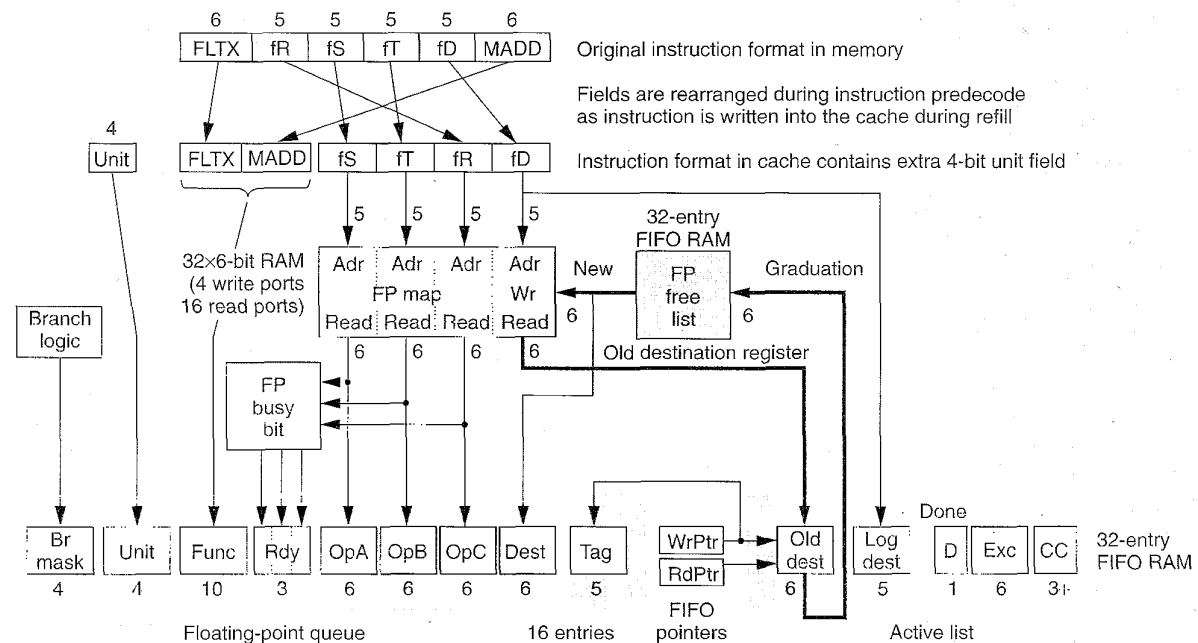 6 5 5 5 5 6
FLTX fR fS fT fD MADD
Original instruction format in memory
Fields are rearranged during instruction predecode
as instruction is written into the cache during refill
4
Unit
FLTX MADD fS fT fR fD
Instruction format in cache contains extra 4-bit unit field
5 5 5 5
32-entry
FIFO RAM
32×6-bit RAM
(4 write ports
16 read ports)
Adr Adr Adr Adr
FP map Wr
Read Read Read Read
New
6
FP
free
list
Graduation
6
Branch
logic
6 6 6 6
Old destination register
FP
busy
bit
Done
Br
mask
Unit
Func
Rdy
OpA
OpB
OpC
Dest
Tag
WrPtr
RdPtr
Old
dest
Log
dest
D
Exc
CC
32-entry
FIFO RAM
4 4 10 3 6 6 6 6 5 6 5 1 6 3+
FIFO
pointers
Floating-point queue
16 entries
Active list